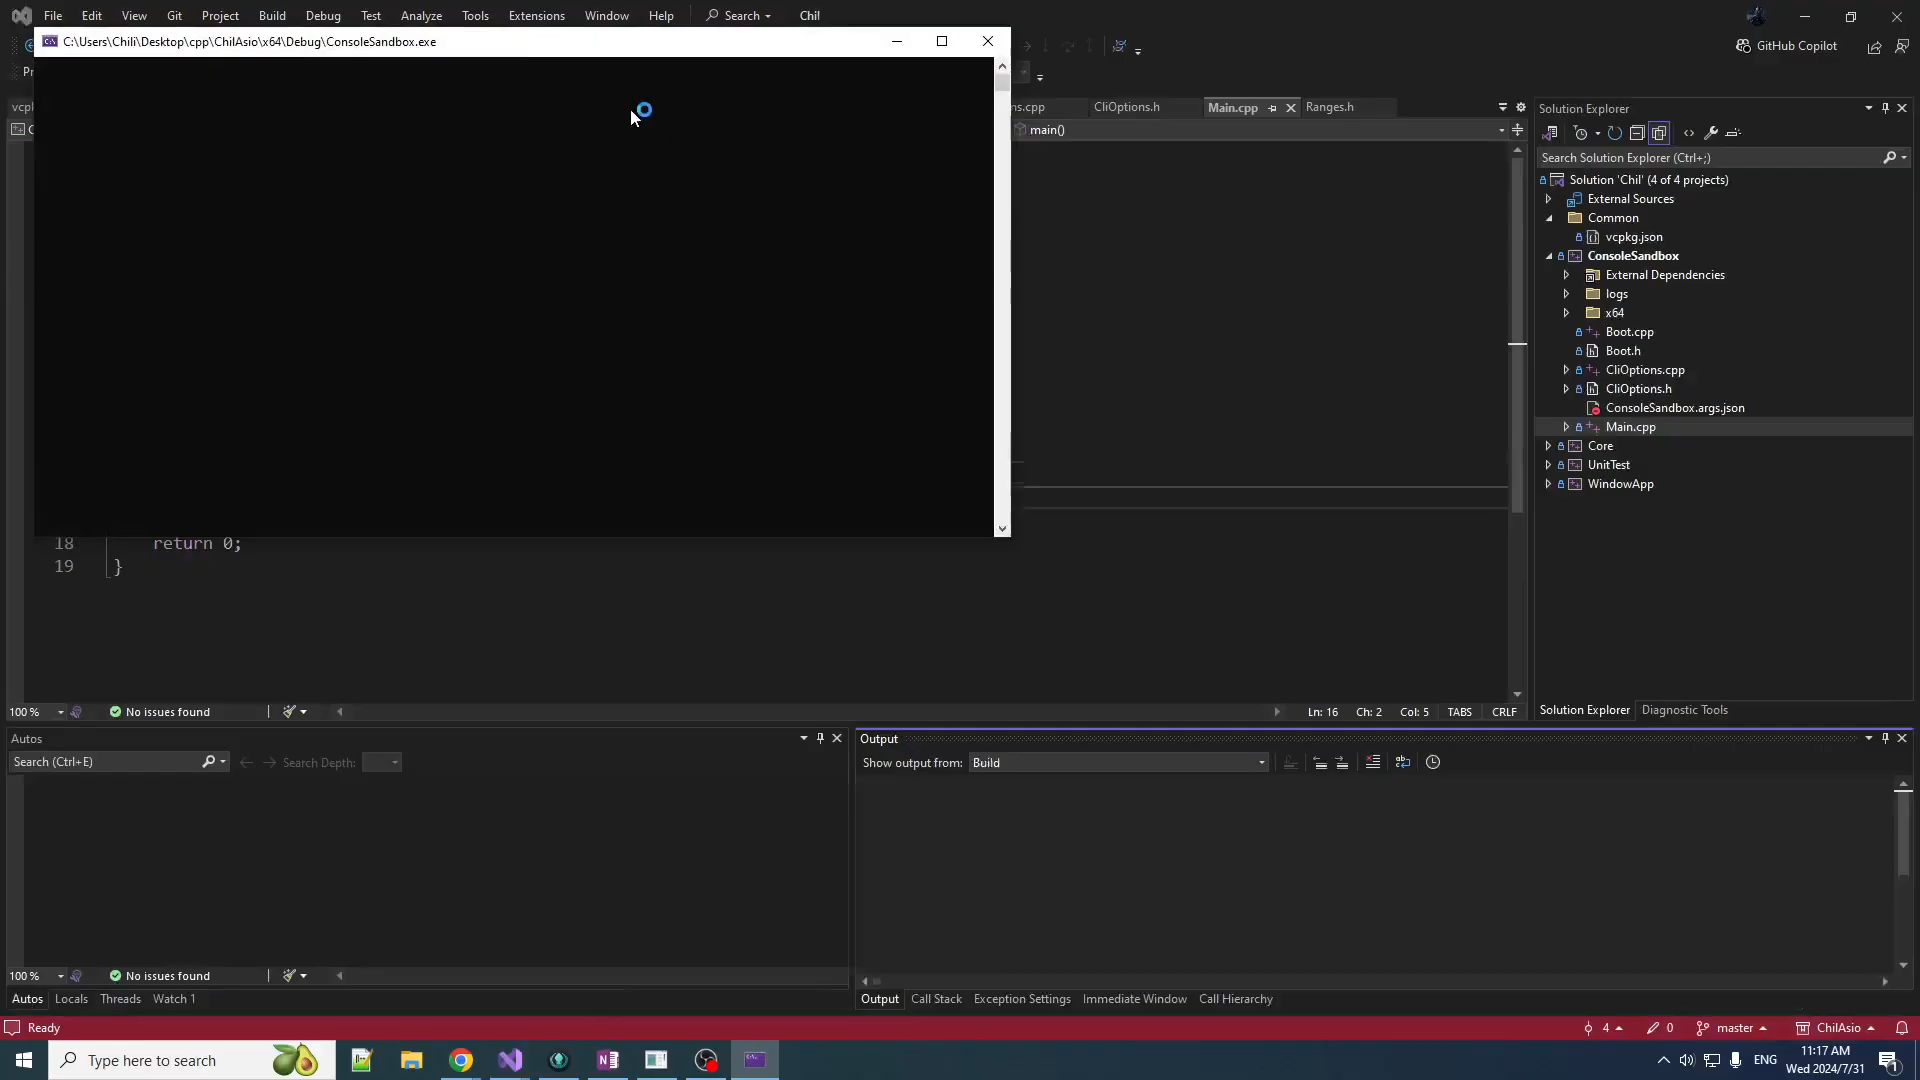 File Edit View Git Project Build Debug Test Analyze Tools Extensions Window Help Search Chil
C:\Users\Chili\Desktop\cpp\ChilAsio\x64\Debug\ConsoleSandbox.exe
GitHub Copilot
CliOptions.h Main.cpp Ranges.h
main()
18 return 0;
19 }
100 % No issues found Ln: 16 Ch: 2 Col: 5 TABS CRLF
Solution Explorer
Search Solution Explorer (Ctrl+;)
Solution 'Chil' (4 of 4 projects)
External Sources
Common
vcpkg.json
ConsoleSandbox
External Dependencies
logs
x64
Boot.cpp
Boot.h
CliOptions.cpp
CliOptions.h
ConsoleSandbox.args.json
Main.cpp
Core
UnitTest
WindowApp
Solution Explorer Diagnostic Tools
Autos
Search (Ctrl+E) Search Depth:
100 % No issues found
Autos Locals Threads Watch 1
Output
Show output from: Build
Output Call Stack Exception Settings Immediate Window Call Hierarchy
Ready 4 0 master ChilAsio
Type here to search
ENG
11:17 AM
Wed 2024/7/31
1